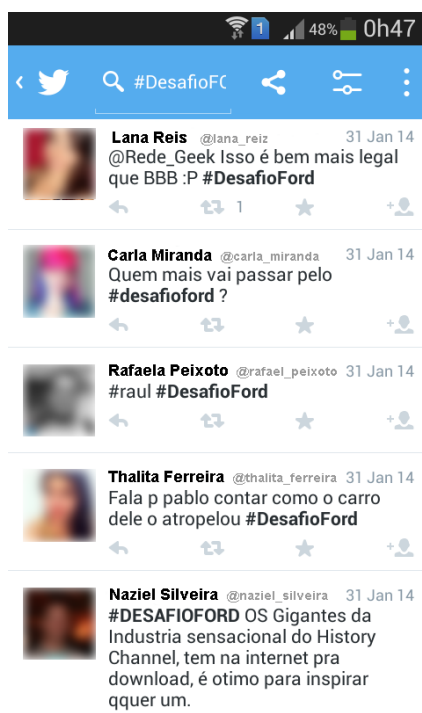 1 48% 0h47
#DesafioFC
Lana Reis @lana_reiz 31 Jan 14
@Rede_Geek Isso é bem mais legal
que BBB :P #DesafioFord
1
Carla Miranda @carla_miranda 31 Jan 14
Quem mais vai passar pelo
#desafioford ?
Rafaela Peixoto @rafael_peixoto 31 Jan 14
#raul #DesafioFord
Thalita Ferreira @thalita_ferreira 31 Jan 14
Fala p pablo contar como o carro
dele o atropelou #DesafioFord
Naziel Silveira @naziel_silveira 31 Jan 14
#DESAFIOFORD OS Gigantes da
Industria sensacional do History
Channel, tem na internet pra
download, é otimo para inspirar
qquer um.